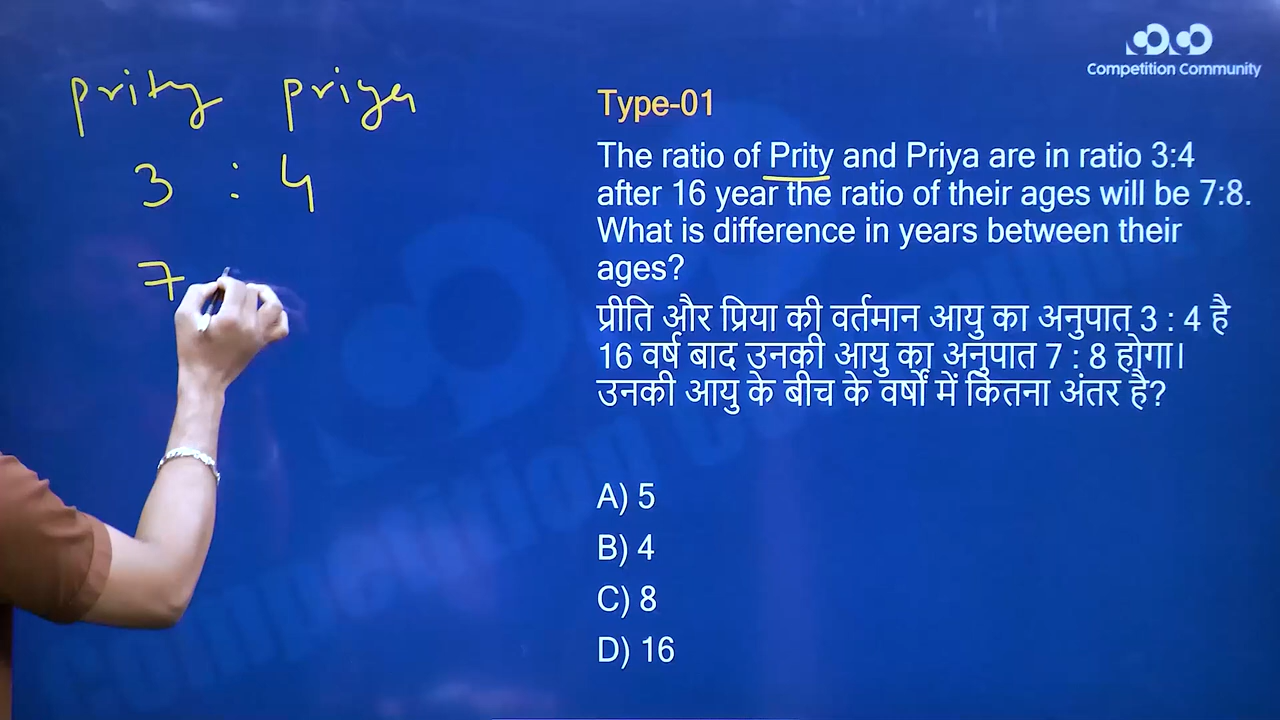 Competition Community
prity priya
3 : 4
7
Type-01
The ratio of Prity and Priya are in ratio 3:4
after 16 year the ratio of their ages will be 7:8.
What is difference in years between their
ages?
प्रीति और प्रिया की वर्तमान आयु का अनुपात 3 : 4 है
16 वर्ष बाद उनकी आयु का अनुपात 7 : 8 होगा।
उनकी आयु के बीच के वर्षों में कितना अंतर है?
A) 5
B) 4
C) 8
D) 16
Competition Community